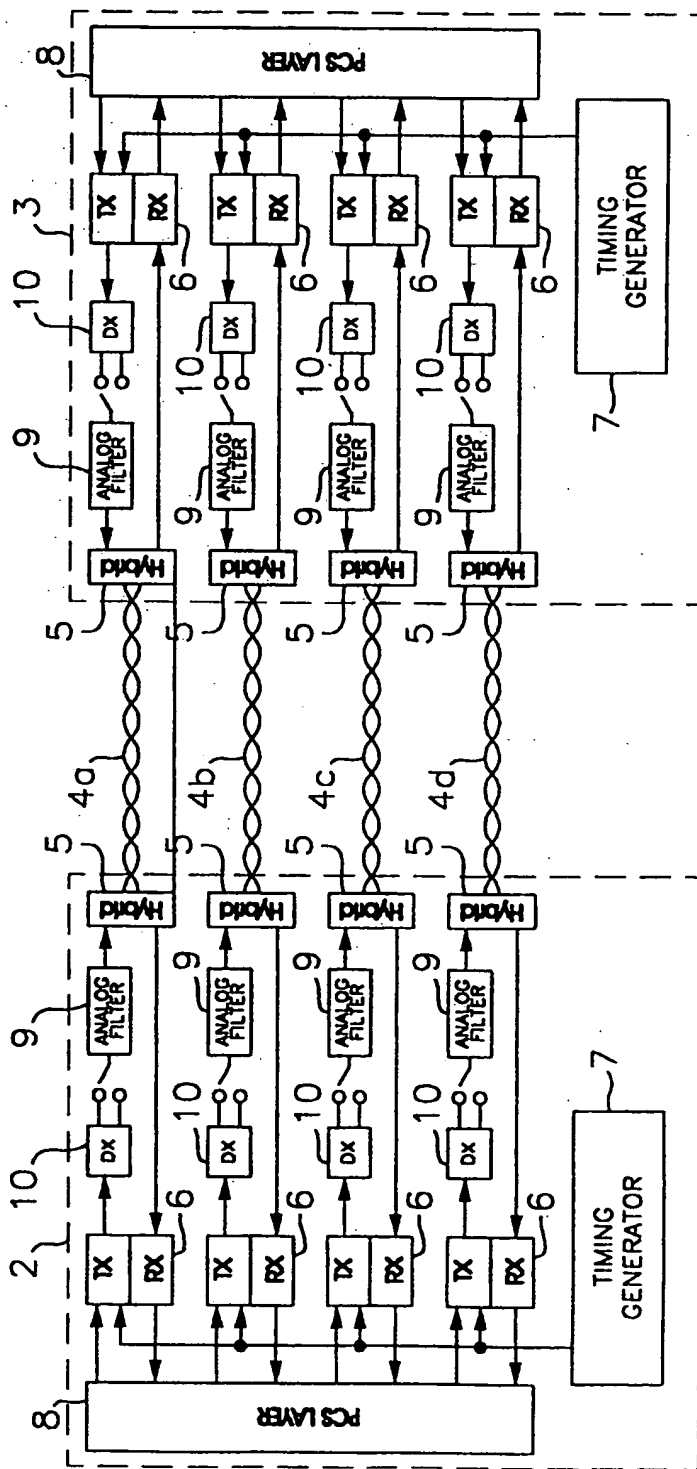 8 2 10 9 5 4a 5 9 10 3 8
TX DX ANALOG FILTER Hybrid Hybrid ANALOG FILTER DX TX
RX 6 6 RX
10 9 5 4b 5 9 10
TX DX ANALOG FILTER Hybrid Hybrid ANALOG FILTER DX TX
RX 6 6 RX
PCS LAYER
PCS LAYER
10 9 5 4c 5 9 10
TX DX ANALOG FILTER Hybrid Hybrid ANALOG FILTER DX TX
RX 6 6 RX
10 9 5 4d 5 9 10
TX DX ANALOG FILTER Hybrid Hybrid ANALOG FILTER DX TX
RX 6 6 RX
TIMING
GENERATOR
7
7
TIMING
GENERATOR